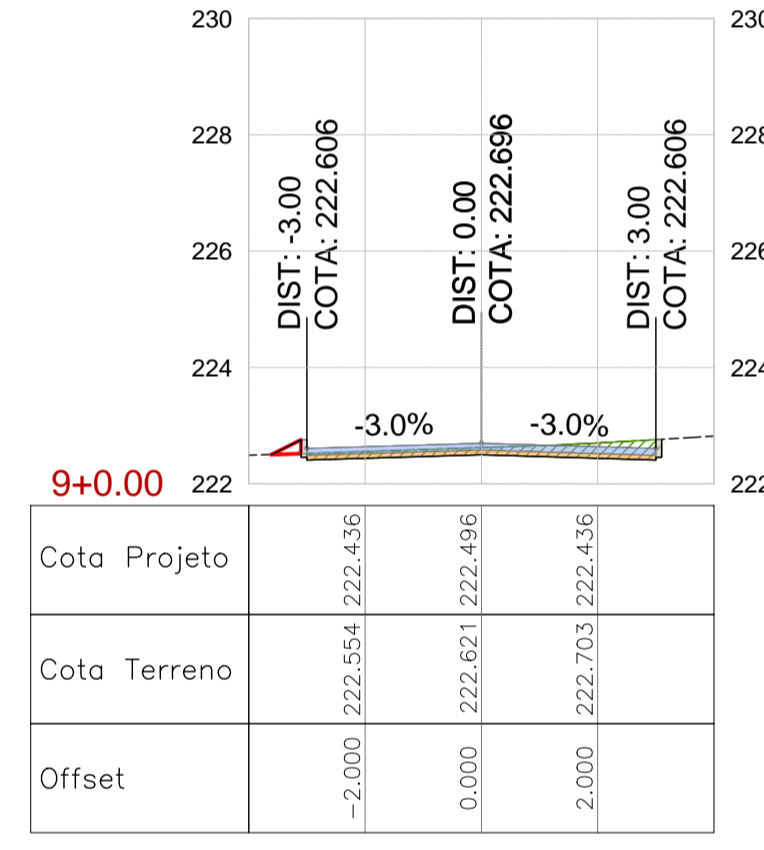 230
230
228
228
226
226
224
224
222
222
DIST: -3.00
COTA: 222.606
DIST: 0.00
COTA: 222.696
DIST: 3.00
COTA: 222.606
-3.0%
-3.0%
9+0.00
Cota Projeto
222.436
222.496
222.436
Cota Terreno
222.554
222.621
222.703
Offset
-2.000
0.000
2.000